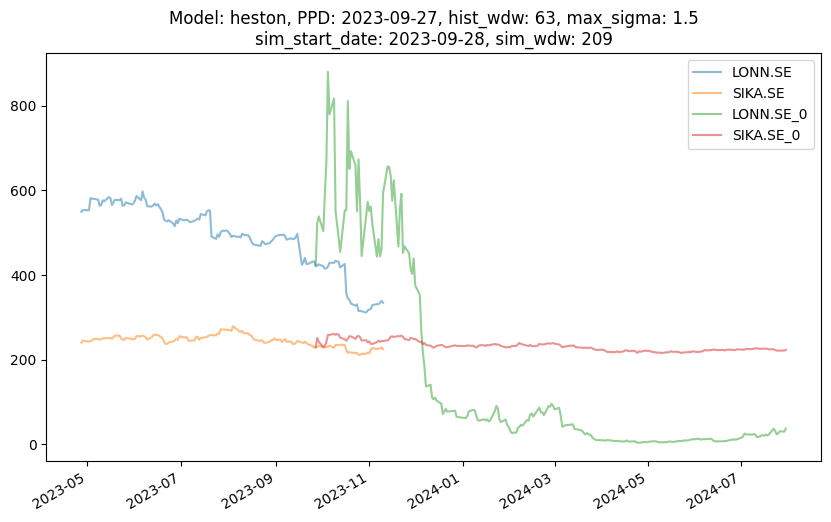 Model: heston, PPD: 2023-09-27, hist_wdw: 63, max_sigma: 1.5
sim_start_date: 2023-09-28, sim_wdw: 209
LONN.SE
SIKA.SE
LONN.SE_0
SIKA.SE_0
800
600
400
200
0
2023-05
2023-07
2023-09
2023-11
2024-01
2024-03
2024-05
2024-07